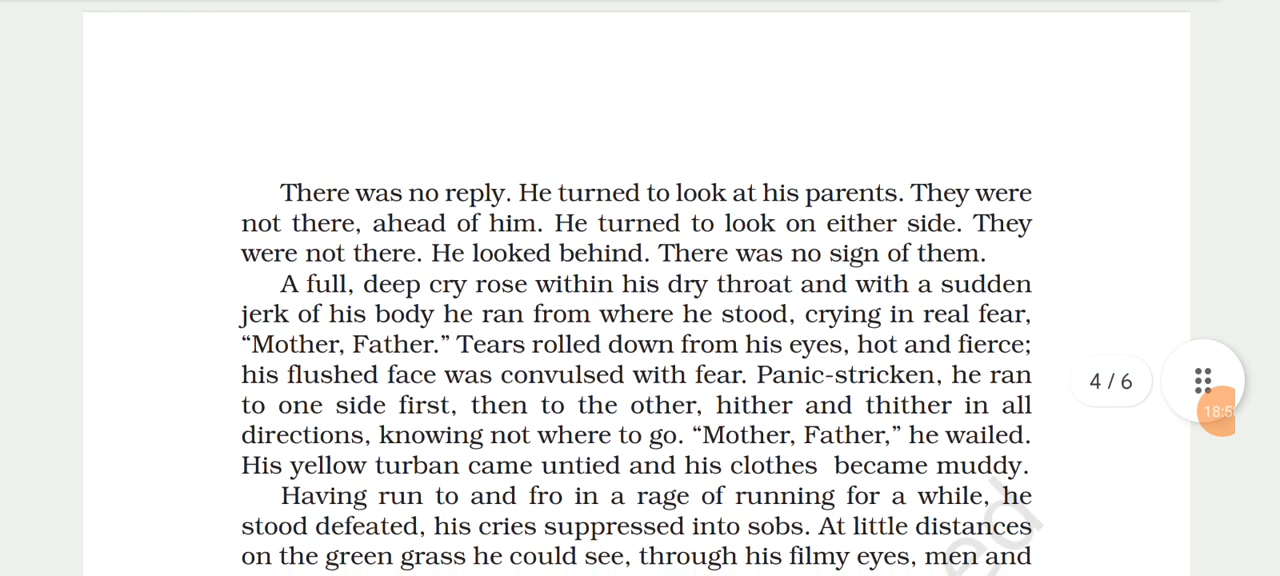 There was no reply. He turned to look at his parents. They were
not there, ahead of him. He turned to look on either side. They
were not there. He looked behind. There was no sign of them.
A full, deep cry rose within his dry throat and with a sudden
jerk of his body he ran from where he stood, crying in real fear,
“Mother, Father.” Tears rolled down from his eyes, hot and fierce;
his flushed face was convulsed with fear. Panic-stricken, he ran
to one side first, then to the other, hither and thither in all
directions, knowing not where to go. “Mother, Father,” he wailed.
His yellow turban came untied and his clothes became muddy.
Having run to and fro in a rage of running for a while, he
stood defeated, his cries suppressed into sobs. At little distances
on the green grass he could see, through his filmy eyes, men and
4 / 6